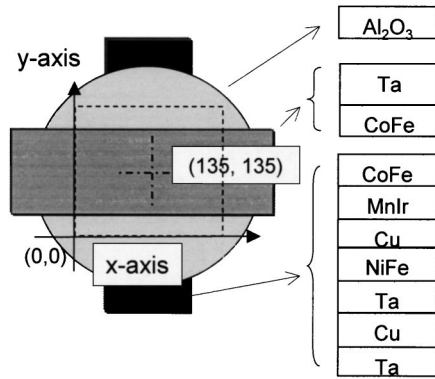 Al₂O₃
y-axis
Ta
CoFe
(135, 135)
CoFe
MnIr
Cu
NiFe
Ta
Cu
Ta
(0,0)
x-axis